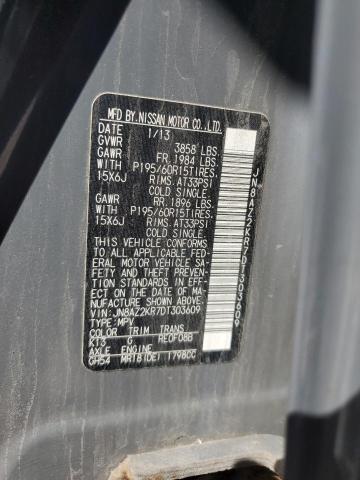 MFD BY.NISSAN MOTOR CO.,LTD.
DATE 1/13
GVWR 3858 LBS.
GAWR FR.1984 LBS.
WITH P195/60R15TIRES.
15X6J RIMS.AT33PSI
COLD SINGLE.
GAWR RR.1896 LBS.
WITH P195/60R15TIRES.
15X6J RIMS.AT33PSI
COLD SINGLE.
THIS VEHICLE CONFORMS
TO ALL APPLICABLE FED-
ERAL MOTOR VEHICLE SA-
FETY AND THEFT PREVEN-
TION STANDARDS IN EFF-
ECT ON THE DATE OF MA-
NUFACTURE SHOWN ABOVE.
VIN:JN8AZ2KR7DT303609
TYPE:MPV
COLOR TRIM TRANS
KT3 G RE0F08B
AXLE ENGINE
GH54 MR18(DE) 1798CC
JN8AZ2KR7DT303609